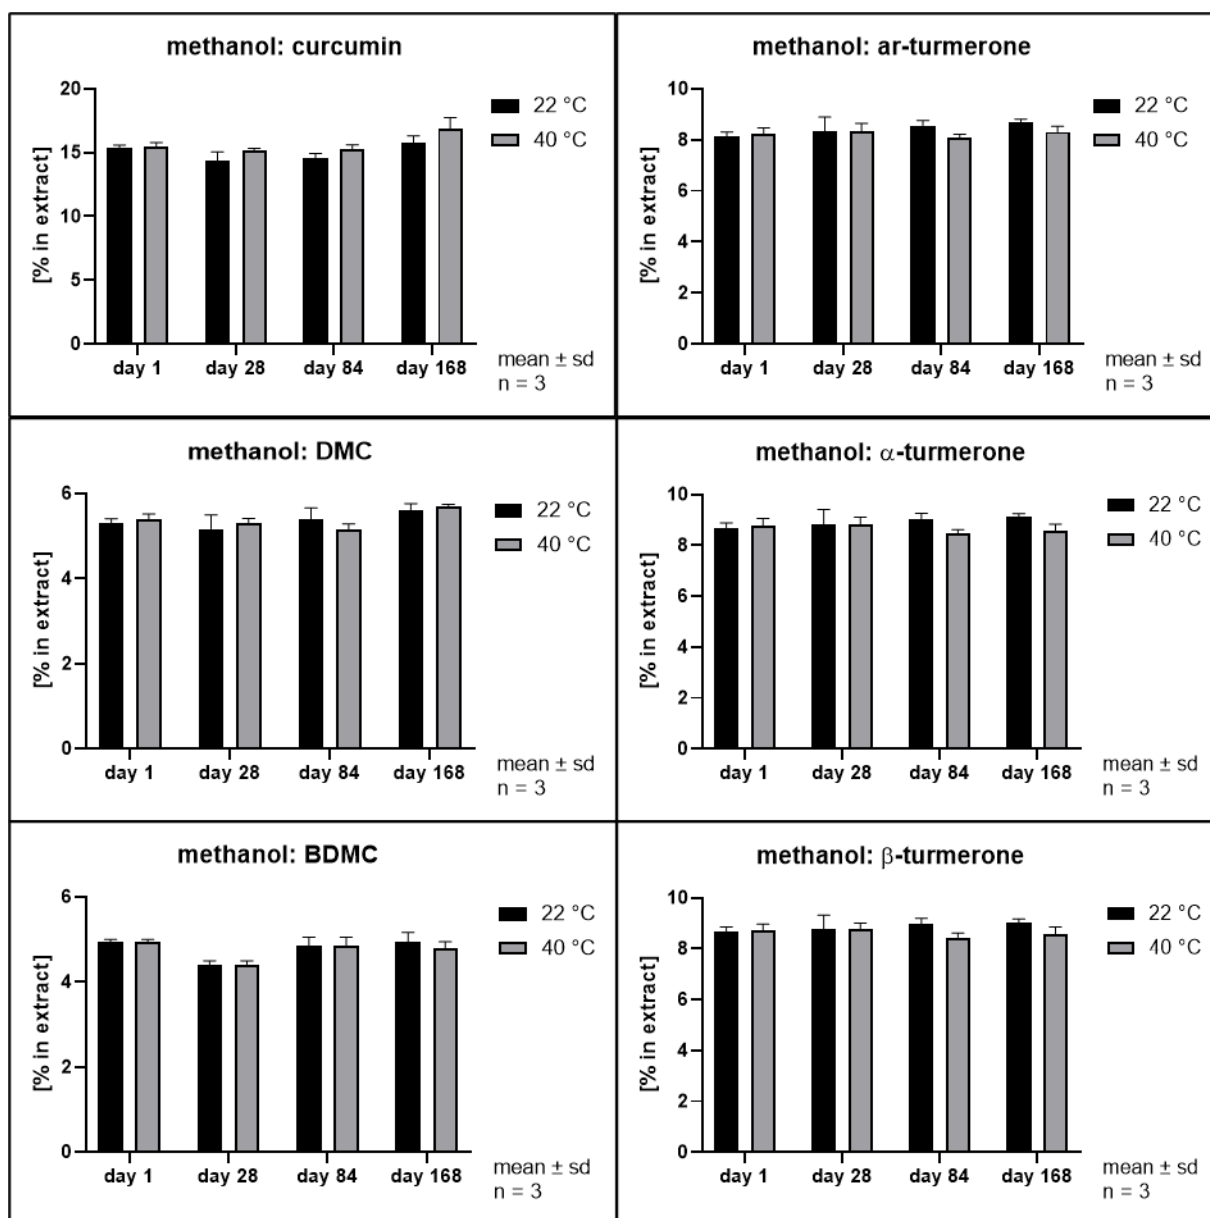 methanol: curcumin
[% in extract]
20
15
10
5
0
day 1 day 28 day 84 day 168
22 °C
40 °C
mean ± sd
n = 3
methanol: ar-turmerone
[% in extract]
10
8
6
4
2
0
day 1 day 28 day 84 day 168
22 °C
40 °C
mean ± sd
n = 3
methanol: DMC
[% in extract]
6
4
2
0
day 1 day 28 day 84 day 168
22 °C
40 °C
mean ± sd
n = 3
methanol: α-turmerone
[% in extract]
10
8
6
4
2
0
day 1 day 28 day 84 day 168
22 °C
40 °C
mean ± sd
n = 3
methanol: BDMC
[% in extract]
6
4
2
0
day 1 day 28 day 84 day 168
22 °C
40 °C
mean ± sd
n = 3
methanol: β-turmerone
[% in extract]
10
8
6
4
2
0
day 1 day 28 day 84 day 168
22 °C
40 °C
mean ± sd
n = 3